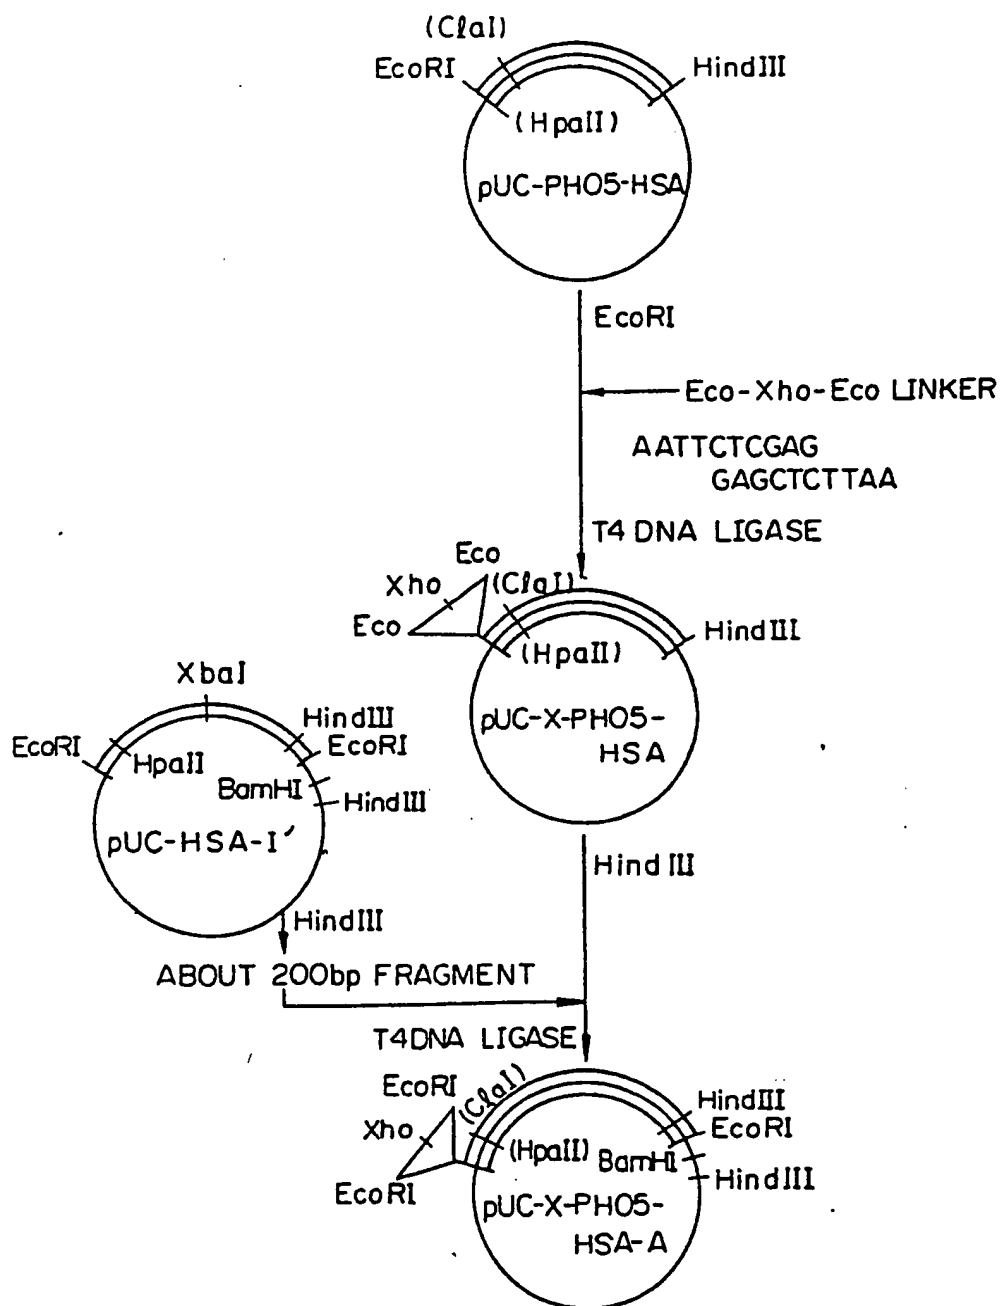 (ClaI)
EcoRI
HindIII
(HpaII)
pUC-PHO5-HSA
EcoRI
Eco-Xho-Eco LINKER
AATTCTCGAG
GAGCTCTTAA
T4 DNA LIGASE
Eco
Xho
(ClaI)
Eco
HindIII
(HpaII)
pUC-X-PHO5-
HSA
XbaI
HindIII
EcoRI
EcoRI
HpaII
BamHI
HindIII
pUC-HSA-I'
HindIII
Hind III
ABOUT 200bp FRAGMENT
T4DNA LIGASE
EcoRI
(ClaI)
Xho
HindIII
EcoRI
(HpaII)
BamHI
EcoRI
HindIII
pUC-X-PHO5-
HSA-A